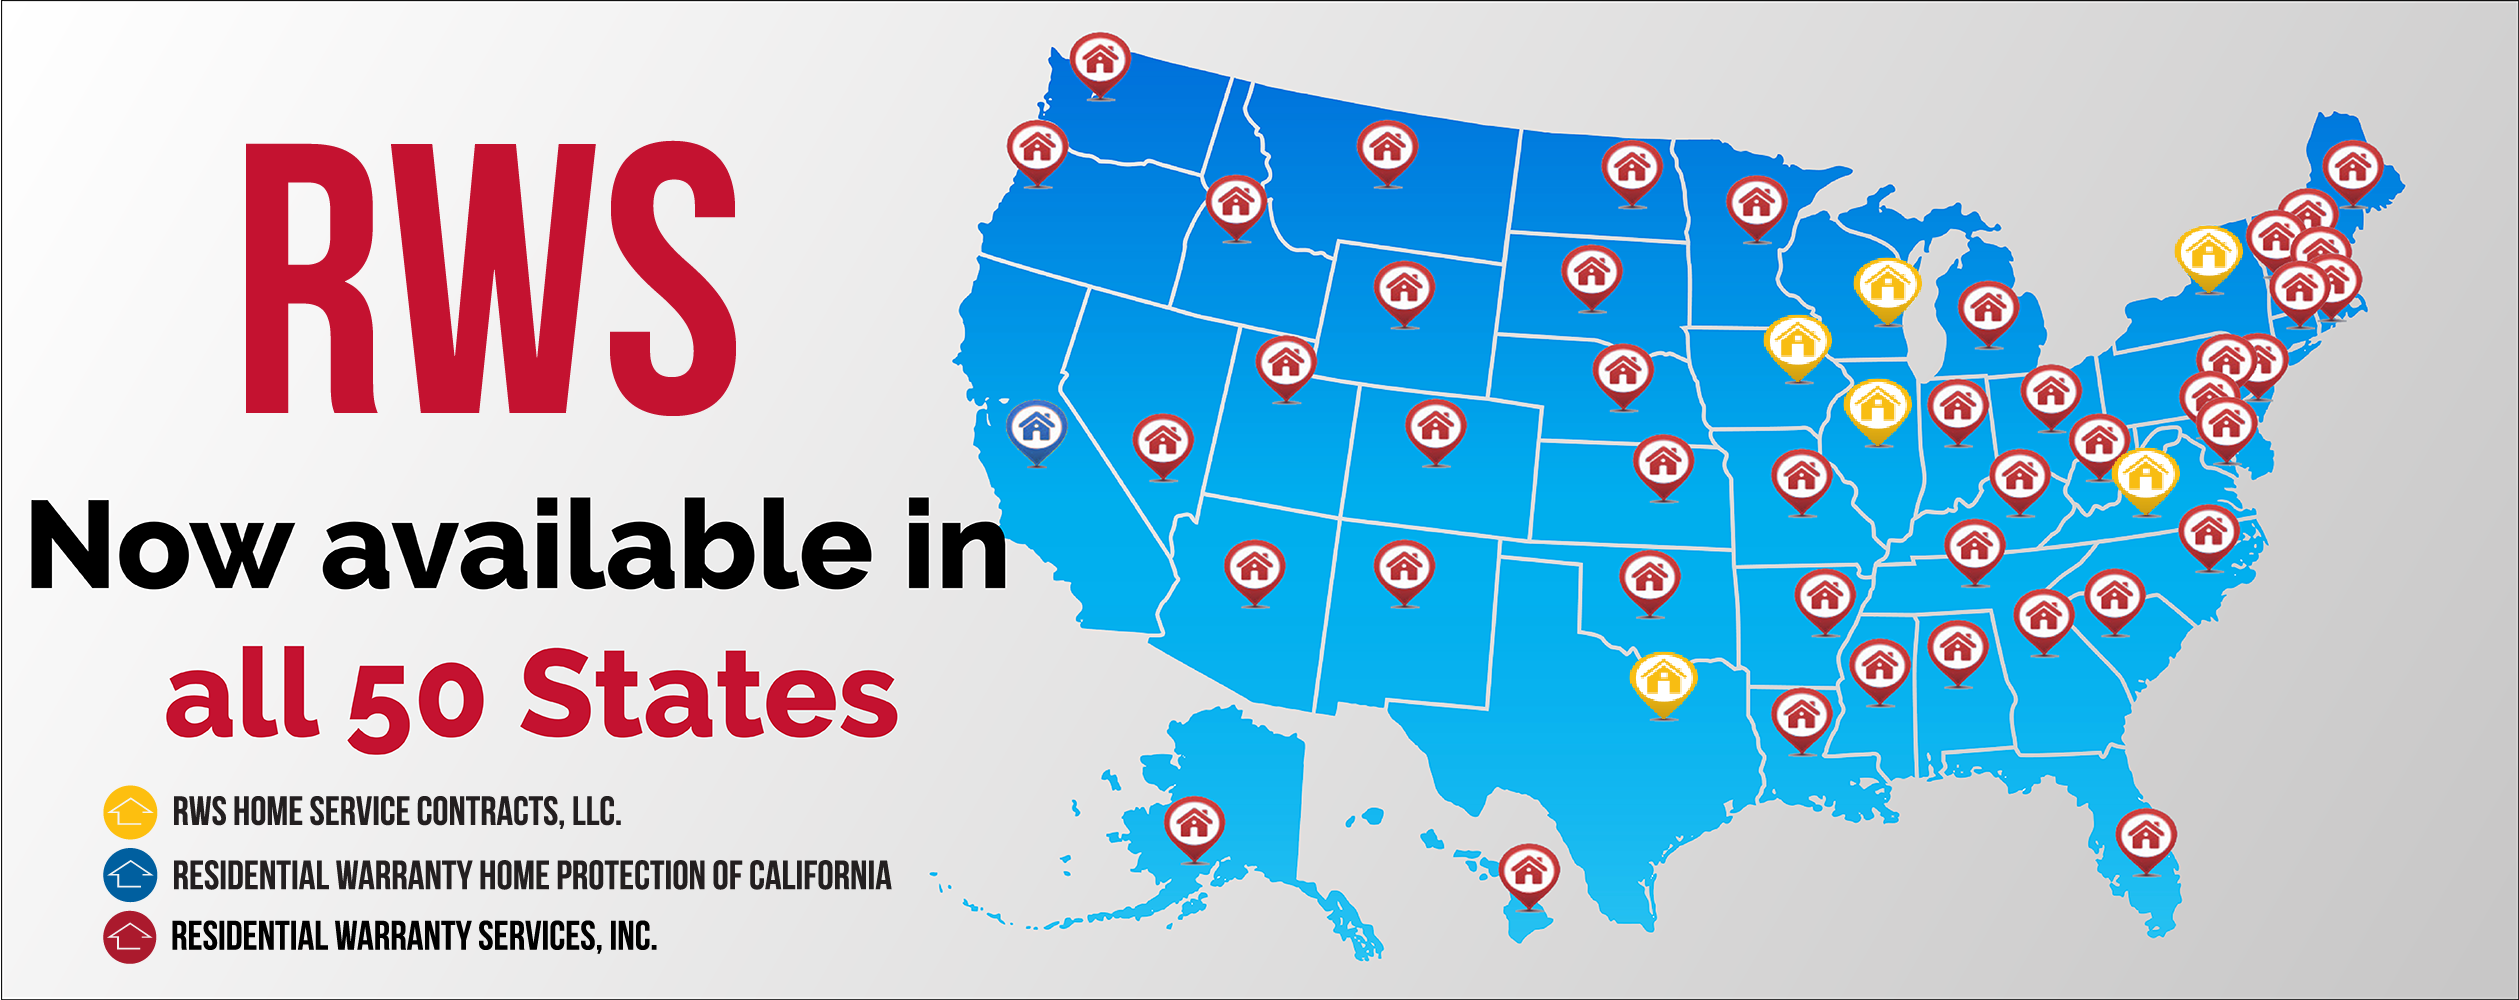 RWS
Now available in
all 50 States
RWS HOME SERVICE CONTRACTS, LLC.
RESIDENTIAL WARRANTY HOME PROTECTION OF CALIFORNIA
RESIDENTIAL WARRANTY SERVICES, INC.